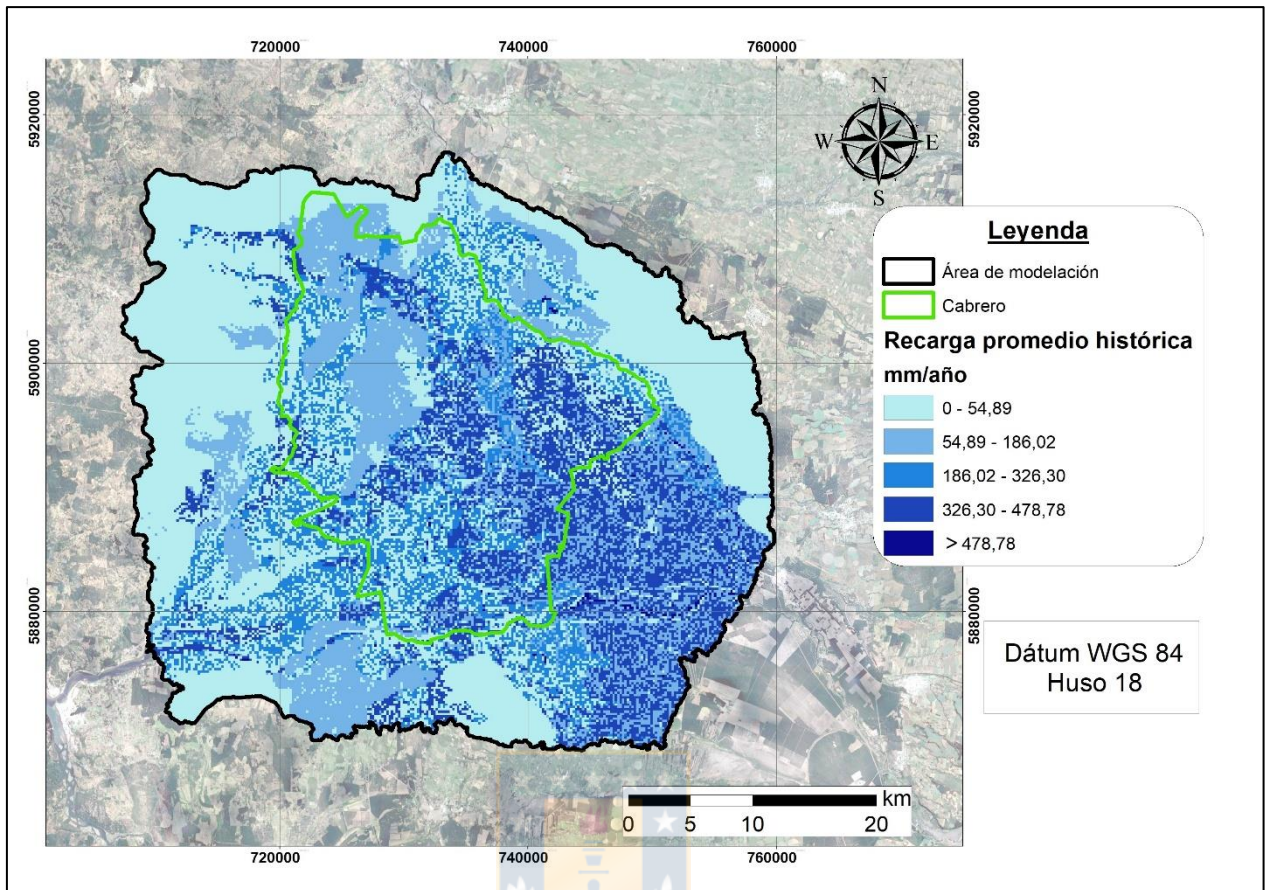 720000
740000
760000
5920000
5920000
N
W
E
S
Leyenda
Área de modelación
Cabrero
Recarga promedio histórica
mm/año
0 - 54,89
54,89 - 186,02
186,02 - 326,30
326,30 - 478,78
> 478,78
5900000
5880000
5880000
Dátum WGS 84
Huso 18
km
0
5
10
20
720000
740000
760000